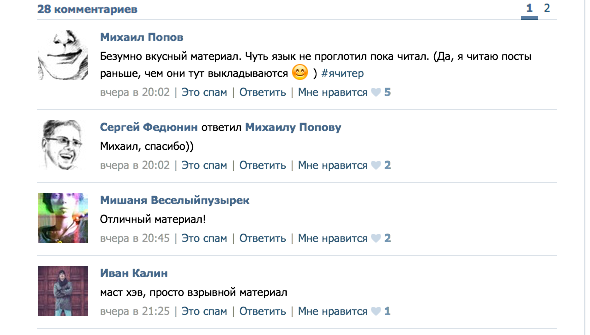 28 комментариев
1 2
Михаил Попов
Безумно вкусный материал. Чуть язык не проглотил пока читал. (Да, я читаю посты
раньше, чем они тут выкладываются 😊 ) #ячитер
вчера в 20:02 | Это спам | Ответить | Мне нравится 5
Сергей Федюнин ответил Михаилу Попову
Михаил, спасибо))
вчера в 20:02 | Это спам | Ответить | Мне нравится 2
Мишаня Веселыйпузырек
Отличный материал!
вчера в 20:45 | Это спам | Ответить | Мне нравится 2
Иван Калин
маст хэв, просто взрывной материал
вчера в 21:25 | Это спам | Ответить | Мне нравится 1